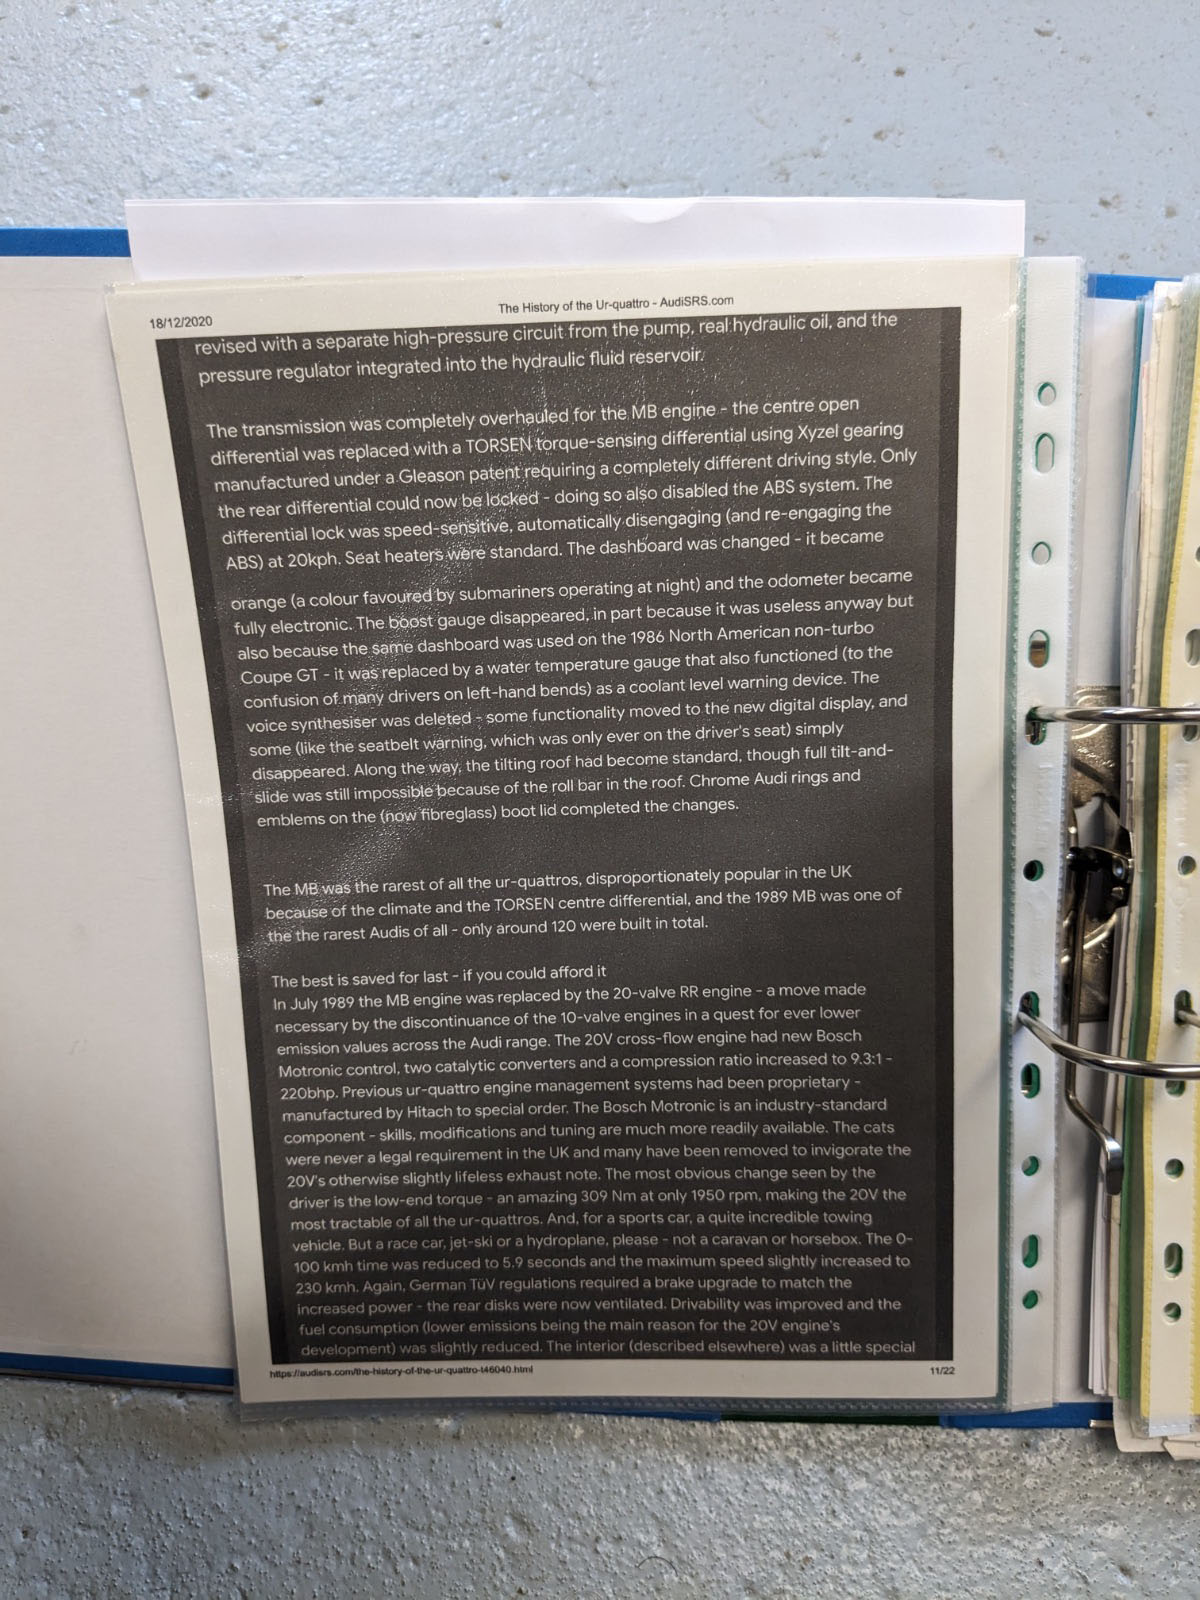 18/12/2020
The History of the Ur-quattro - AudiSRS.com
revised with a separate high-pressure circuit from the pump, real hydraulic oil, and the
pressure regulator integrated into the hydraulic fluid reservoir.
The transmission was completely overhauled for the MB engine - the centre open
differential was replaced with a TORSEN torque-sensing differential using Xyzel gearing
manufactured under a Gleason patent requiring a completely different driving style. Only
the rear differential could now be locked - doing so also disabled the ABS system. The
differential lock was speed-sensitive, automatically disengaging (and re-engaging the
ABS) at 20kph. Seat heaters were standard. The dashboard was changed - it became
orange (a colour favoured by submariners operating at night) and the odometer became
fully electronic. The boost gauge disappeared, in part because it was useless anyway but
also because the same dashboard was used on the 1986 North American non-turbo
Coupe GT - it was replaced by a water temperature gauge that also functioned (to the
confusion of many drivers on left-hand bends) as a coolant level warning device. The
voice synthesiser was deleted - some functionality moved to the new digital display, and
some (like the seatbelt warning, which was only ever on the driver's seat) simply
disappeared. Along the way, the tilting roof had become standard, though full tilt-and-
slide was still impossible because of the roll bar in the roof. Chrome Audi rings and
emblems on the (now fibreglass) boot lid completed the changes.
The MB was the rarest of all the ur-quattros, disproportionately popular in the UK
because of the climate and the TORSEN centre differential, and the 1989 MB was one of
the the rarest Audis of all - only around 120 were built in total.
The best is saved for last - if you could afford it
In July 1989 the MB engine was replaced by the 20-valve RR engine - a move made
necessary by the discontinuance of the 10-valve engines in a quest for ever lower
emission values across the Audi range. The 20V cross-flow engine had new Bosch
Motronic control, two catalytic converters and a compression ratio increased to 9.3:1 -
220bhp. Previous ur-quattro engine management systems had been proprietary -
manufactured by Hitach to special order. The Bosch Motronic is an industry-standard
component - skills, modifications and tuning are much more readily available. The cats
were never a legal requirement in the UK and many have been removed to invigorate the
20V's otherwise slightly lifeless exhaust note. The most obvious change seen by the
driver is the low-end torque - an amazing 309 Nm at only 1950 rpm, making the 20V the
most tractable of all the ur-quattros. And, for a sports car, a quite incredible towing
vehicle. But a race car, jet-ski or a hydroplane, please - not a caravan or horsebox. The 0-
100 kmh time was reduced to 5.9 seconds and the maximum speed slightly increased to
230 kmh. Again, German TüV regulations required a brake upgrade to match the
increased power - the rear disks were now ventilated. Drivability was improved and the
fuel consumption (lower emissions being the main reason for the 20V engine's
development) was slightly reduced. The interior (described elsewhere) was a little special
https://audisrs.com/the-history-of-the-ur-quattro-t46040.html
11/22